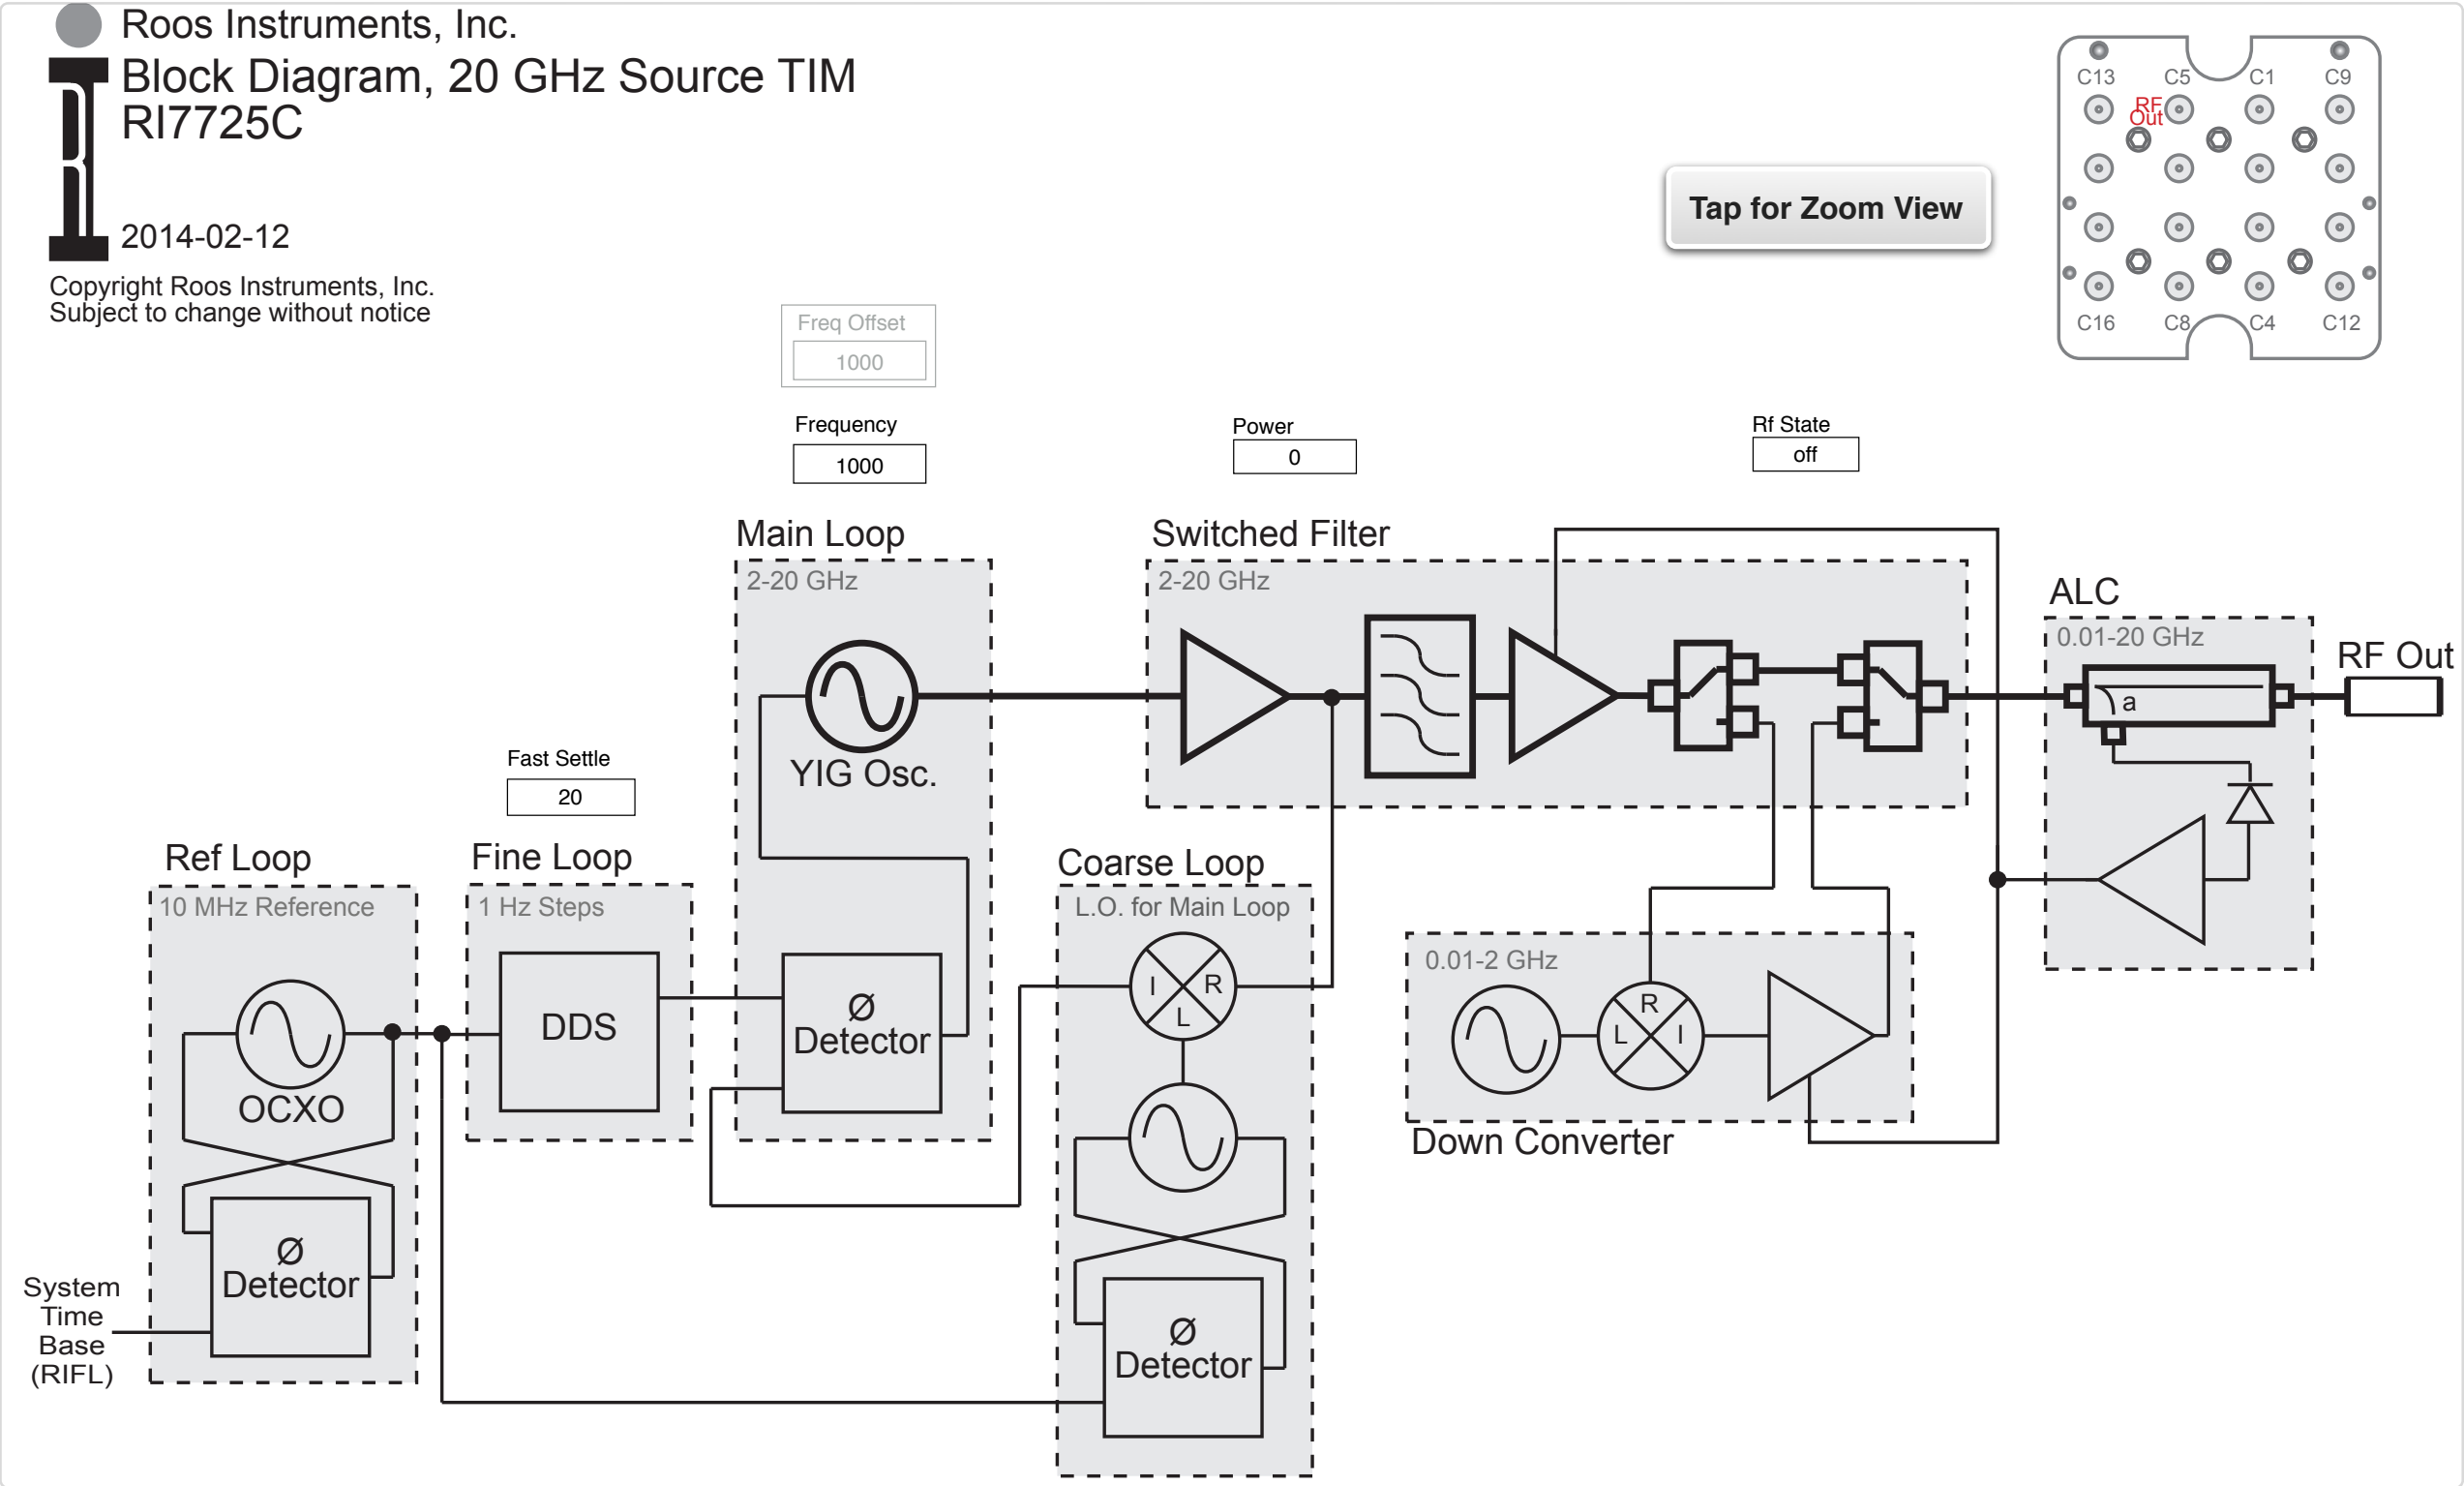 Roos Instruments, Inc.
Block Diagram, 20 GHz Source TIM
RI7725C
2014-02-12
Copyright Roos Instruments, Inc.
Subject to change without notice
Tap for Zoom View
C13 C5 C1 C9
RF
Out
C16 C8 C4 C12
Freq Offset
1000
Frequency
1000
Power
0
Rf State
off
Main Loop
2-20 GHz
YIG Osc.
Ø
Detector
Switched Filter
2-20 GHz
ALC
0.01-20 GHz
a
RF Out
Fast Settle
20
Ref Loop
10 MHz Reference
OCXO
Ø
Detector
System
Time
Base
(RIFL)
Fine Loop
1 Hz Steps
DDS
Coarse Loop
L.O. for Main Loop
I R
L
Ø
Detector
0.01-2 GHz
R
L I
Down Converter